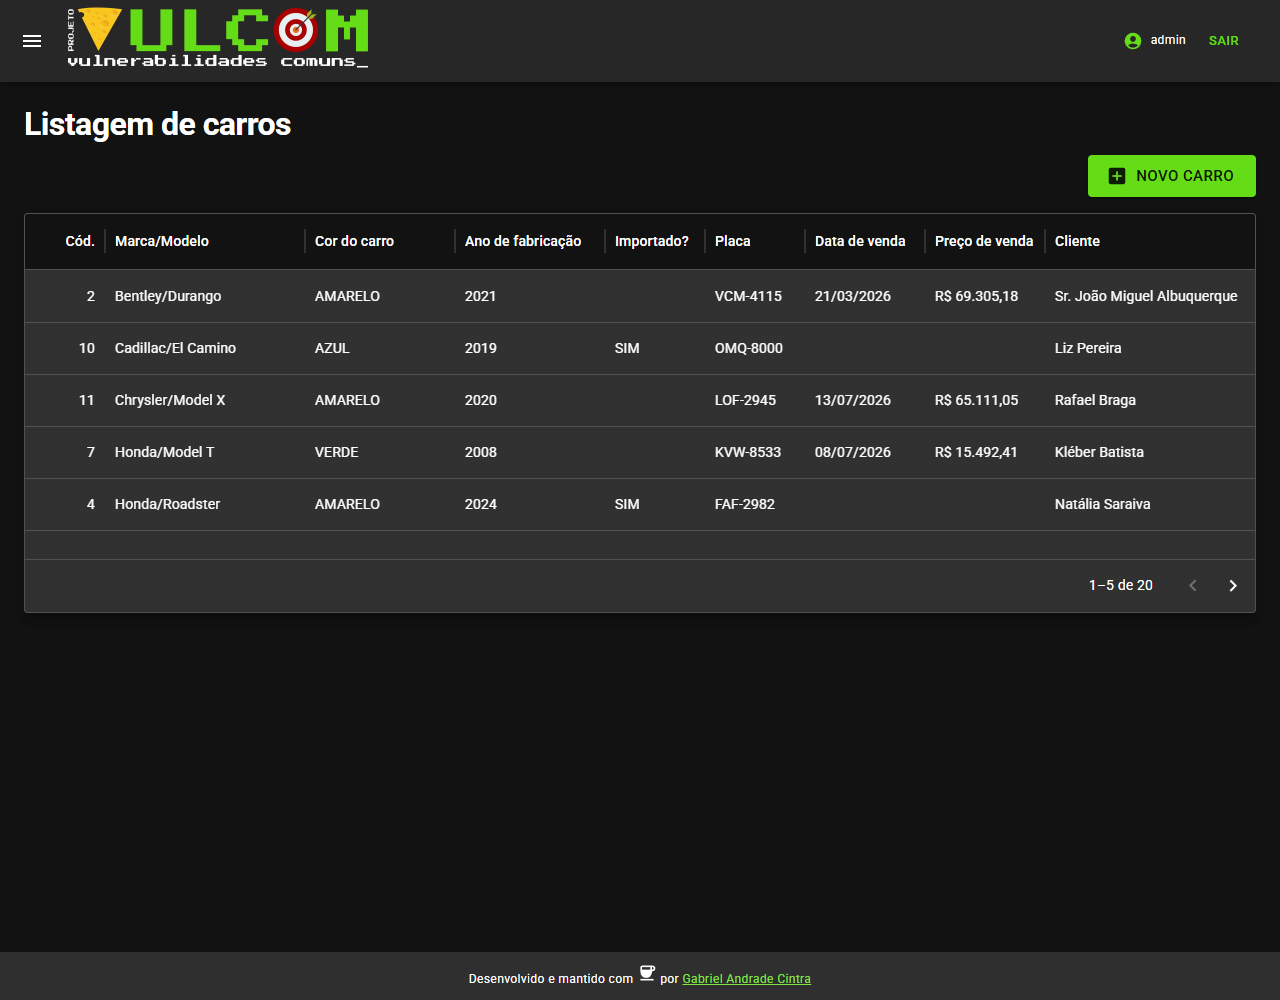 PROJETO VULCOM
vulnerabilidades comuns_
admin SAIR
Listagem de carros
NOVO CARRO
Cód. Marca/Modelo Cor do carro Ano de fabricação Importado? Placa Data de venda Preço de venda Cliente
2 Bentley/Durango AMARELO 2021 VCM-4115 21/03/2026 R$ 69.305,18 Sr. João Miguel Albuquerque
10 Cadillac/El Camino AZUL 2019 SIM OMQ-8000 Liz Pereira
11 Chrysler/Model X AMARELO 2020 LOF-2945 13/07/2026 R$ 65.111,05 Rafael Braga
7 Honda/Model T VERDE 2008 KVW-8533 08/07/2026 R$ 15.492,41 Kléber Batista
4 Honda/Roadster AMARELO 2024 SIM FAF-2982 Natália Saraiva
1–5 de 20
Desenvolvido e mantido com por Gabriel Andrade Cintra